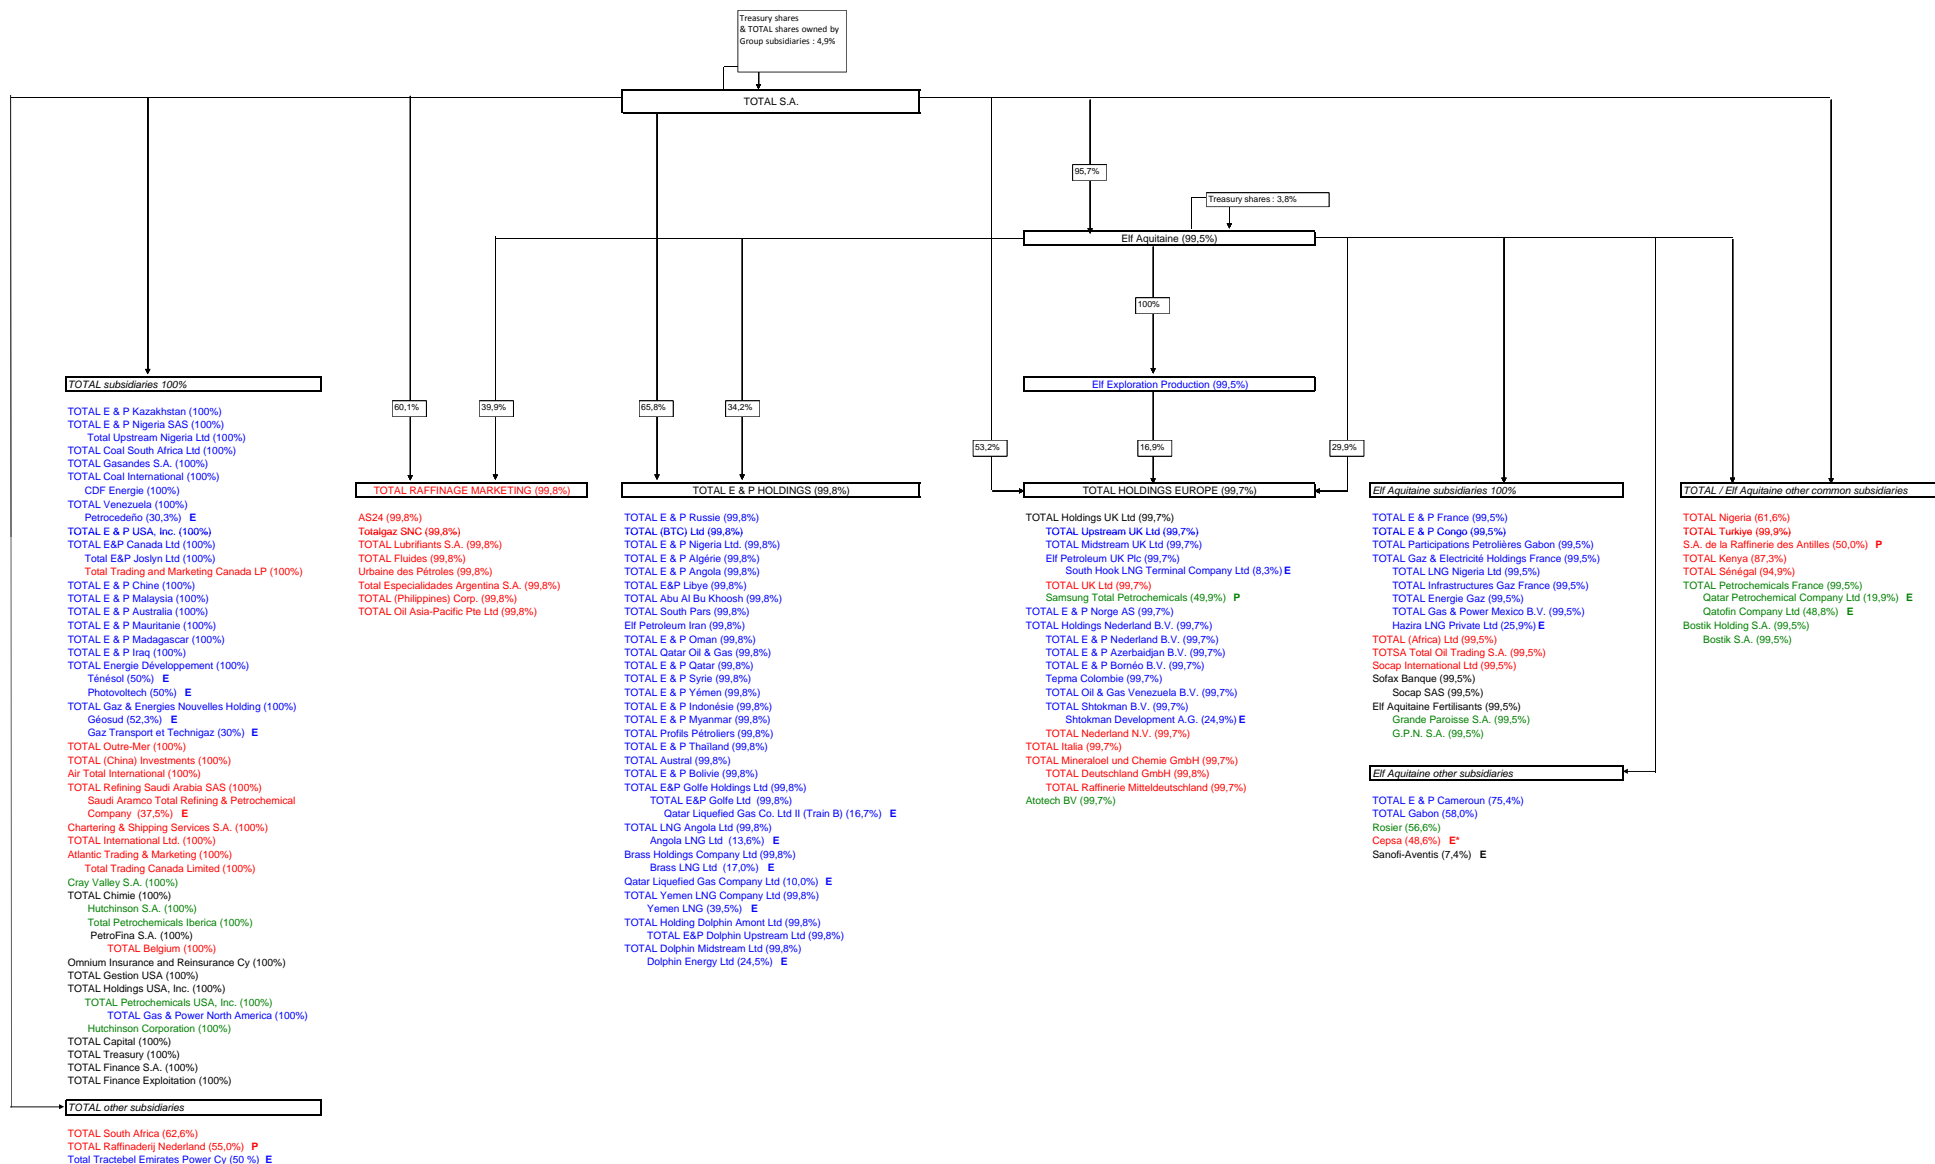 Treasury shares
& TOTAL shares owned by
Group subsidiaries : 4,9%
TOTAL S.A.
95,7%
Treasury shares : 3,8%
Elf Aquitaine (99,5%)
100%
Elf Exploration Production (99,5%)
60,1%
39,9%
65,8%
34,2%
53,2%
16,9%
29,9%
TOTAL subsidiaries 100%
TOTAL E & P Kazakhstan (100%)
TOTAL E & P Nigeria SAS (100%)
Total Upstream Nigeria Ltd (100%)
TOTAL Coal South Africa Ltd (100%)
TOTAL Gasandes S.A. (100%)
TOTAL Coal International (100%)
CDF Energie (100%)
TOTAL Venezuela (100%)
Petrocedeño (30,3%) E
TOTAL E & P USA, Inc. (100%)
TOTAL E&P Canada Ltd (100%)
Total E&P Joslyn Ltd (100%)
Total Trading and Marketing Canada LP (100%)
TOTAL E & P Chine (100%)
TOTAL E & P Malaysia (100%)
TOTAL E & P Australia (100%)
TOTAL E & P Mauritanie (100%)
TOTAL E & P Madagascar (100%)
TOTAL E & P Iraq (100%)
TOTAL Energie Développement (100%)
Ténésol (50%) E
Photovoltech (50%) E
TOTAL Gaz & Energies Nouvelles Holding (100%)
Géosud (52,3%) E
Gaz Transport et Technigaz (30%) E
TOTAL Outre-Mer (100%)
TOTAL (China) Investments (100%)
Air Total International (100%)
TOTAL Refining Saudi Arabia SAS (100%)
Saudi Aramco Total Refining & Petrochemical
Company (37,5%) E
Chartering & Shipping Services S.A. (100%)
TOTAL International Ltd. (100%)
Atlantic Trading & Marketing (100%)
Total Trading Canada Limited (100%)
Cray Valley S.A. (100%)
TOTAL Chimie (100%)
Hutchinson S.A. (100%)
Total Petrochemicals Iberica (100%)
PetroFina S.A. (100%)
TOTAL Belgium (100%)
Omnium Insurance and Reinsurance Cy (100%)
TOTAL Gestion USA (100%)
TOTAL Holdings USA, Inc. (100%)
TOTAL Petrochemicals USA, Inc. (100%)
TOTAL Gas & Power North America (100%)
Hutchinson Corporation (100%)
TOTAL Capital (100%)
TOTAL Treasury (100%)
TOTAL Finance S.A. (100%)
TOTAL Finance Exploitation (100%)
TOTAL other subsidiaries
TOTAL South Africa (62,6%)
TOTAL Raffinaderij Nederland (55,0%) P
Total Tractebel Emirates Power Cy (50 %) E
TOTAL RAFFINAGE MARKETING (99,8%)
AS24 (99,8%)
Totalgaz SNC (99,8%)
TOTAL Lubrifiants S.A. (99,8%)
TOTAL Fluides (99,8%)
Urbaine des Pétroles (99,8%)
Total Especialidades Argentina S.A. (99,8%)
TOTAL (Philippines) Corp. (99,8%)
TOTAL Oil Asia-Pacific Pte Ltd (99,8%)
TOTAL E & P HOLDINGS (99,8%)
TOTAL E & P Russie (99,8%)
TOTAL (BTC) Ltd (99,8%)
TOTAL E & P Nigeria Ltd. (99,8%)
TOTAL E & P Algérie (99,8%)
TOTAL E & P Angola (99,8%)
TOTAL E&P Libye (99,8%)
TOTAL Abu Al Bu Khoosh (99,8%)
TOTAL South Pars (99,8%)
Elf Petroleum Iran (99,8%)
TOTAL E & P Oman (99,8%)
TOTAL Qatar Oil & Gas (99,8%)
TOTAL E & P Qatar (99,8%)
TOTAL E & P Syrie (99,8%)
TOTAL E & P Yémen (99,8%)
TOTAL E & P Indonésie (99,8%)
TOTAL E & P Myanmar (99,8%)
TOTAL Profils Pétroliers (99,8%)
TOTAL E & P Thaïland (99,8%)
TOTAL Austral (99,8%)
TOTAL E & P Bolivie (99,8%)
TOTAL E&P Golfe Holdings Ltd (99,8%)
TOTAL E&P Golfe Ltd (99,8%)
Qatar Liquefied Gas Co. Ltd II (Train B) (16,7%) E
TOTAL LNG Angola Ltd (99,8%)
Angola LNG Ltd (13,6%) E
Brass Holdings Company Ltd (99,8%)
Brass LNG Ltd (17,0%) E
Qatar Liquefied Gas Company Ltd (10,0%) E
TOTAL Yemen LNG Company Ltd (99,8%)
Yemen LNG (39,5%) E
TOTAL Holding Dolphin Amont Ltd (99,8%)
TOTAL E&P Dolphin Upstream Ltd (99,8%)
TOTAL Dolphin Midstream Ltd (99,8%)
Dolphin Energy Ltd (24,5%) E
TOTAL HOLDINGS EUROPE (99,7%)
TOTAL Holdings UK Ltd (99,7%)
TOTAL Upstream UK Ltd (99,7%)
TOTAL Midstream UK Ltd (99,7%)
Elf Petroleum UK Plc (99,7%)
South Hook LNG Terminal Company Ltd (8,3%) E
TOTAL UK Ltd (99,7%)
Samsung Total Petrochemicals (49,9%) P
TOTAL E & P Norge AS (99,7%)
TOTAL Holdings Nederland B.V. (99,7%)
TOTAL E & P Nederland B.V. (99,7%)
TOTAL E & P Azerbaidjan B.V. (99,7%)
TOTAL E & P Bornéo B.V. (99,7%)
Tepma Colombie (99,7%)
TOTAL Oil & Gas Venezuela B.V. (99,7%)
TOTAL Shtokman B.V. (99,7%)
Shtokman Development A.G. (24,9%) E
TOTAL Nederland N.V. (99,7%)
TOTAL Italia (99,7%)
TOTAL Mineraloel und Chemie GmbH (99,7%)
TOTAL Deutschland GmbH (99,8%)
TOTAL Raffinerie Mitteldeutschland (99,7%)
Atotech BV (99,7%)
Elf Aquitaine subsidiaries 100%
TOTAL E & P France (99,5%)
TOTAL E & P Congo (99,5%)
TOTAL Participations Petrolières Gabon (99,5%)
TOTAL Gaz & Electricité Holdings France (99,5%)
TOTAL LNG Nigeria Ltd (99,5%)
TOTAL Infrastructures Gaz France (99,5%)
TOTAL Energie Gaz (99,5%)
TOTAL Gas & Power Mexico B.V. (99,5%)
Hazira LNG Private Ltd (25,9%) E
TOTAL (Africa) Ltd (99,5%)
TOTSA Total Oil Trading S.A. (99,5%)
Socap International Ltd (99,5%)
Sofax Banque (99,5%)
Socap SAS (99,5%)
Elf Aquitaine Fertilisants (99,5%)
Grande Paroisse S.A. (99,5%)
G.P.N. S.A. (99,5%)
Elf Aquitaine other subsidiaries
TOTAL E & P Cameroun (75,4%)
TOTAL Gabon (58,0%)
Rosier (56,6%)
Cepsa (48,6%) E*
Sanofi-Aventis (7,4%) E
TOTAL / Elf Aquitaine other common subsidiaries
TOTAL Nigeria (61,6%)
TOTAL Turkiye (99,9%)
S.A. de la Raffinerie des Antilles (50,0%) P
TOTAL Kenya (87,3%)
TOTAL Sénégal (94,9%)
TOTAL Petrochemicals France (99,5%)
Qatar Petrochemical Company Ltd (19,9%) E
Qatofin Company Ltd (48,8%) E
Bostik Holding S.A. (99,5%)
Bostik S.A. (99,5%)